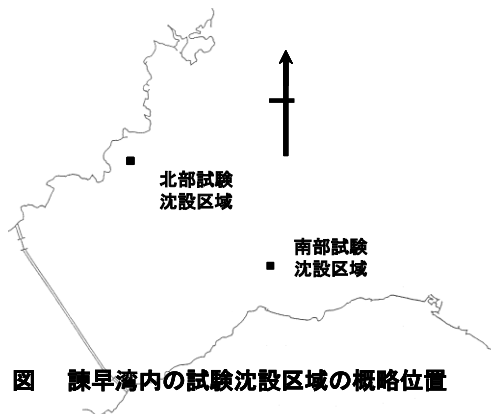 北部試験
沈設区域
南部試験
沈設区域
図　諫早湾内の試験沈設区域の概略位置